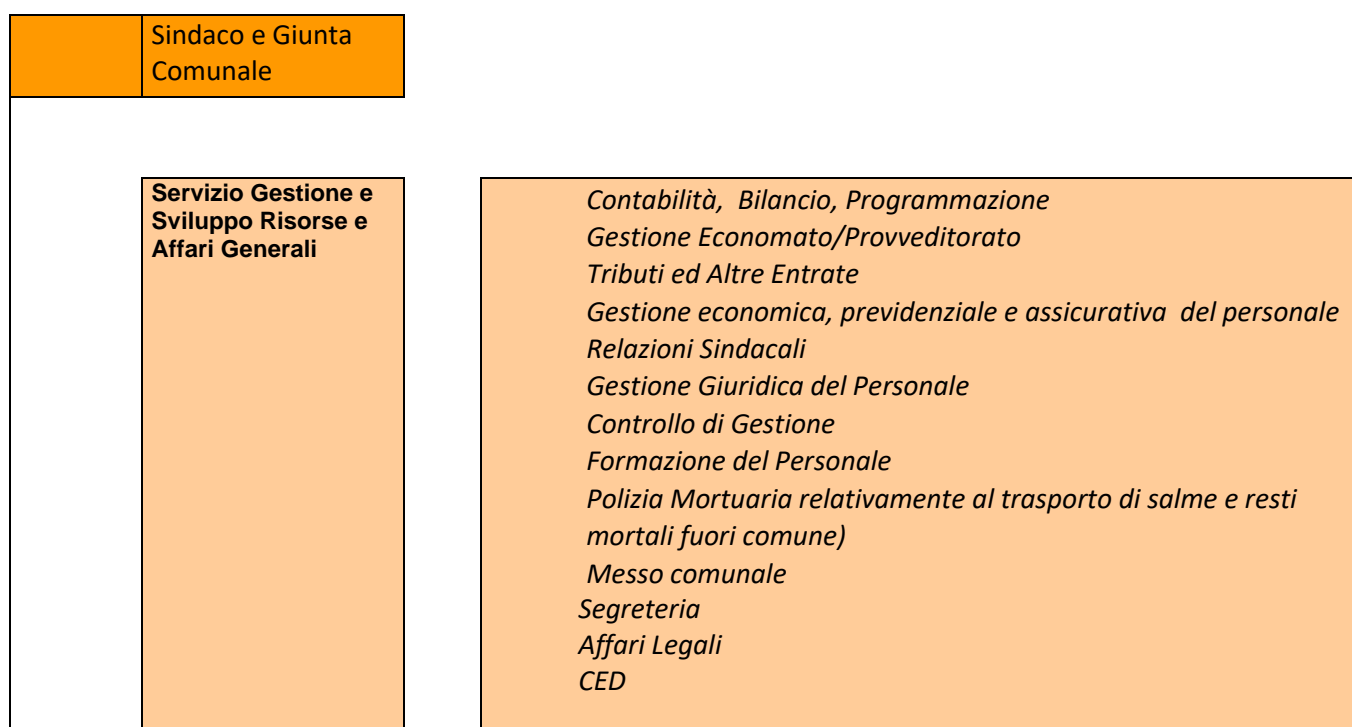 Sindaco e Giunta
Comunale
Servizio Gestione e
Sviluppo Risorse e
Affari Generali
Contabilità, Bilancio, Programmazione
Gestione Economato/Provveditorato
Tributi ed Altre Entrate
Gestione economica, previdenziale e assicurativa del personale
Relazioni Sindacali
Gestione Giuridica del Personale
Controllo di Gestione
Formazione del Personale
Polizia Mortuaria relativamente al trasporto di salme e resti
mortali fuori comune)
Messo comunale
Segreteria
Affari Legali
CED